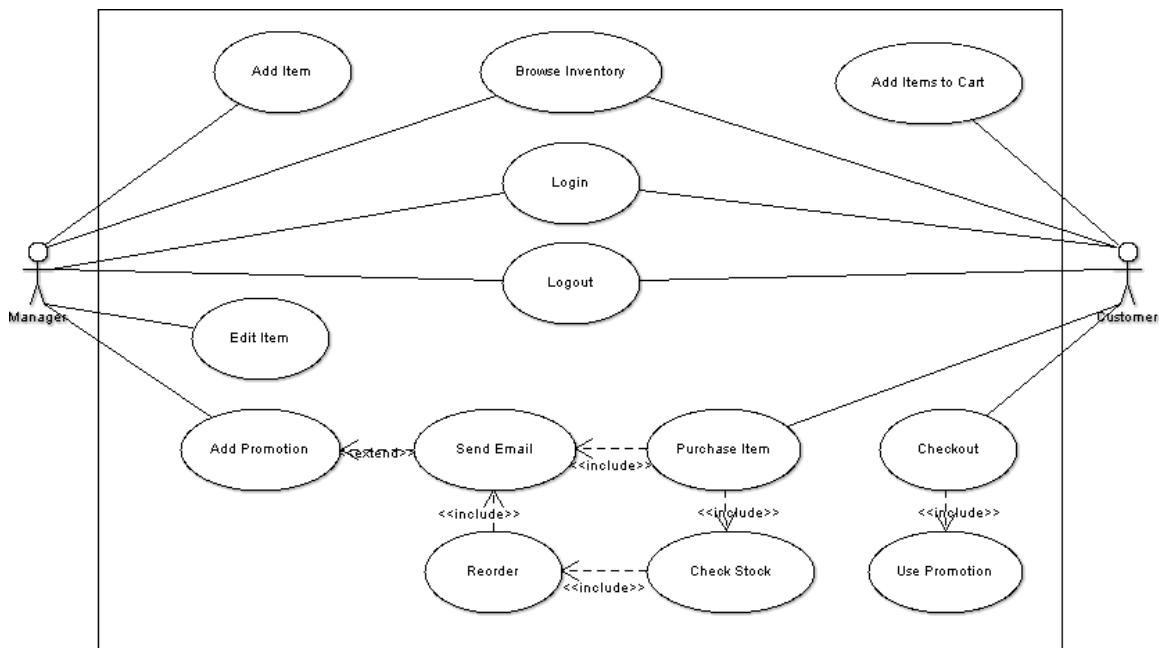 Add Item
Browse Inventory
Add Items to Cart
Login
Logout
Manager
Customer
Edit Item
Add Promotion
<<extend>>
Send Email
<<include>>
Purchase Item
Checkout
<<include>>
<<include>>
<<include>>
Reorder
<<include>>
Check Stock
Use Promotion